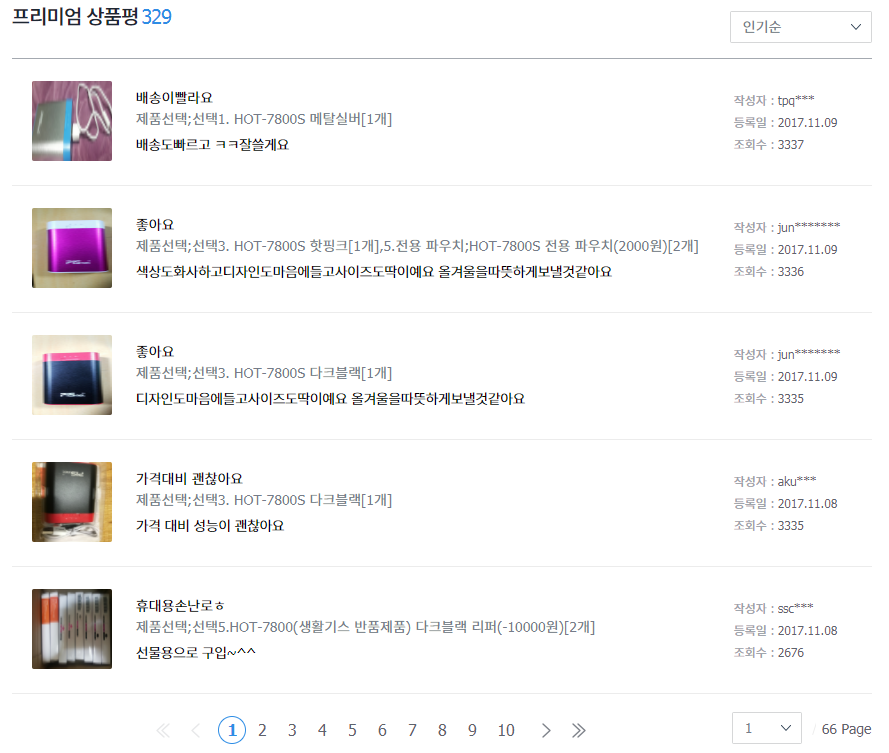 프리미엄 상품평 329
인기순
배송이빨라요
제품선택;선택1. HOT-7800S 메탈실버[1개]
배송도빠르고 ㅋㅋ잘쓸게요
작성자 : tpq***
등록일 : 2017.11.09
조회수 : 3337
좋아요
제품선택;선택3. HOT-7800S 핫핑크[1개],5.전용 파우치;HOT-7800S 전용 파우치(2000원)[2개]
색상도화사하고디자인도마음에들고사이즈도딱이예요 올겨울을따뜻하게보낼것같아요
작성자 : jun*******
등록일 : 2017.11.09
조회수 : 3336
좋아요
제품선택;선택3. HOT-7800S 다크블랙[1개]
디자인도마음에들고사이즈도딱이예요 올겨울을따뜻하게보낼것같아요
작성자 : jun*******
등록일 : 2017.11.09
조회수 : 3335
가격대비 괜찮아요
제품선택;선택3. HOT-7800S 다크블랙[1개]
가격 대비 성능이 괜찮아요
작성자 : aku***
등록일 : 2017.11.08
조회수 : 3335
휴대용손난로ㅎ
제품선택;선택5.HOT-7800(생활기스 반품제품) 다크블랙 리퍼(-10000원)[2개]
선물용으로 구입~^^
작성자 : ssc***
등록일 : 2017.11.08
조회수 : 2676
1 2 3 4 5 6 7 8 9 10
1 / 66 Page